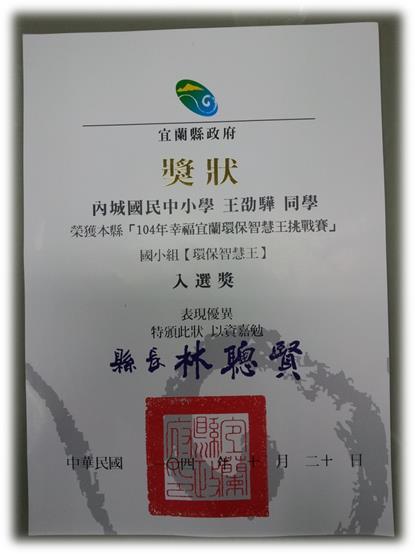 宜蘭縣政府
獎狀
內城國民中小學 王劭驊 同學
榮獲本縣「104年幸福宜蘭環保智慧王挑戰賽」
國小組【環保智慧王】
入選獎
表現優異
特頒此狀 以資嘉勉
縣長 林聰賢
中華民國 一〇四 年 十 月 二十 日